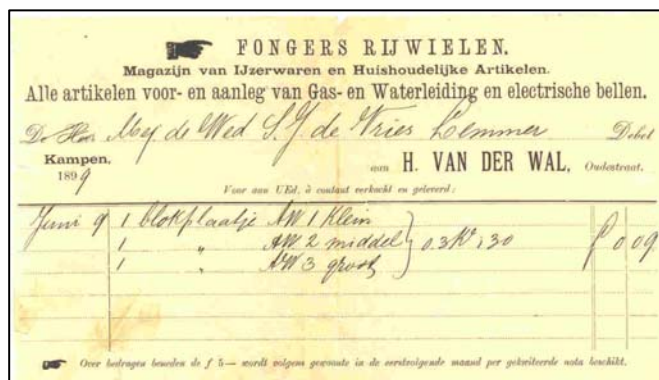 FONGERS RIJWIELEN.
Magazijn van IJzerwaren en Huishoudelijke Artikelen.
Alle artikelen voor- en aanleg van Gas- en Waterleiding en electrische bellen.
De Heer Mej de Wed S. J. de Vries Lemmer Debet
Kampen, aan H. VAN DER WAL, Oudestraat.
1899
Voor aan UEd. à contant verkocht en geleverd:
Juni 9 1 blokplaatje AW 1 Klein
1 " AW 2 middel } 0 3 130
1 " AW 3 groot
f 0 09
Over bedragen beneden de f 5— wordt volgens gewoonte in de eerstvolgende maand per gekwiteerde nota beschikt.